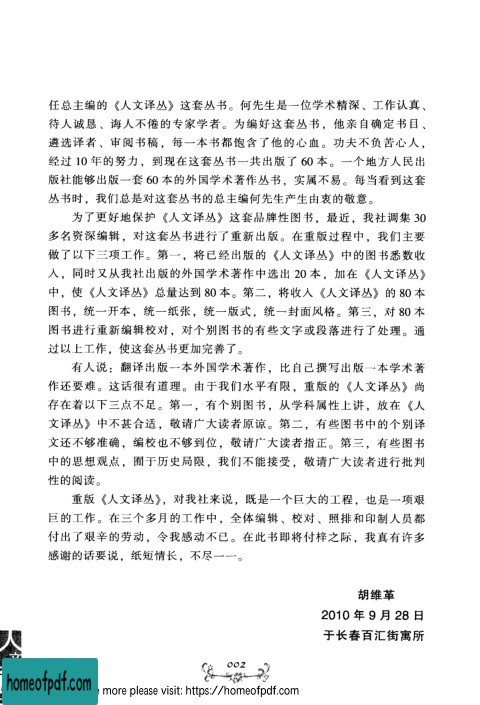 任总主编的《人文译丛》这套丛书。何先生是一位学术精深、工作认真、
待人诚恳、诲人不倦的专家学者。为编好这套丛书,他亲自确定书目、
遴选译者、审阅书稿,每一本书都饱含了他的心血。功夫不负苦心人,
经过 10 年的努力,到现在这套丛书一共出版了 60 本。一个地方人民出
版社能够出版一套 60 本的外国学术著作丛书,实属不易。每当看到这套
丛书时,我们总是对这套丛书的总主编何先生产生由衷的敬意。
为了更好地保护《人文译丛》这套品牌性图书,最近,我社调集 30
多名资深编辑,对这套丛书进行了重新出版。在重版过程中,我们主要
做了以下三项工作。第一,将已经出版的《人文译丛》中的图书悉数收
入,同时又从我社出版的外国学术著作中选出 20 本,加在《人文译丛》
中,使《人文译丛》总量达到 80 本。第二,将收入《人文译丛》的 80 本
图书,统一开本,统一纸张,统一版式,统一封面风格。第三,对 80 本
图书进行重新编辑校对,对个别图书的有些文字或段落进行了处理。通
过以上工作,使这套丛书更加完善了。
有人说:翻译出版一本外国学术著作,比自己撰写出版一本学术著
作还要难。这话很有道理。由于我们水平有限,重版的《人文译丛》尚
存在着以下三点不足。第一,有个别图书,从学科属性上讲,放在《人
文译丛》中不甚合适,敬请广大读者原谅。第二,有些图书中的个别译
文还不够准确,编校也不够到位,敬请广大读者指正。第三,有些图书
中的思想观点,囿于历史局限,我们不能接受,敬请广大读者进行批判
性的阅读。
重版《人文译丛》,对我社来说,既是一个巨大的工程,也是一项艰
巨的工作。在三个多月的工作中,全体编辑、校对、照排和印制人员都
付出了艰辛的劳动,令我感动不已。在此书即将付梓之际,我真有许多
感谢的话要说,纸短情长,不尽一一。
胡维革
2010 年 9 月 28 日
于长春百汇街寓所
人
002
homeofpdf.com
more please visit: https://homeofpdf.com